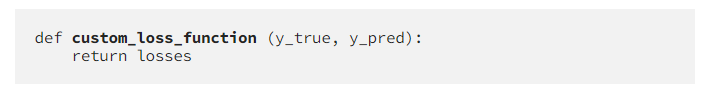 def custom_loss_function (y_true, y_pred):
    return losses